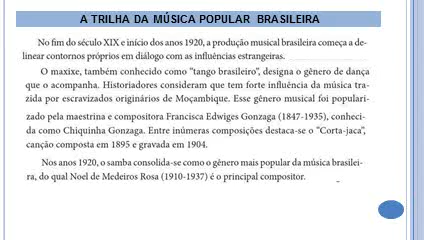 A TRILHA DA MÚSICA POPULAR BRASILEIRA
No fim do século XIX e início dos anos 1920, a produção musical brasileira começa a de-
linear contornos próprios em diálogo com as influências estrangeiras.
O maxixe, também conhecido como “tango brasileiro”, designa o gênero de dança
que o acompanha. Historiadores consideram que tem forte influência da música tra-
zida por escravizados originários de Moçambique. Esse gênero musical foi populari-
zado pela maestrina e compositora Francisca Edwiges Gonzaga (1847-1935), conheci-
da como Chiquinha Gonzaga. Entre inúmeras composições destaca-se o “Corta-jaca”,
canção composta em 1895 e gravada em 1904.
Nos anos 1920, o samba consolida-se como o gênero mais popular da música brasilei-
ra, do qual Noel de Medeiros Rosa (1910-1937) é o principal compositor.